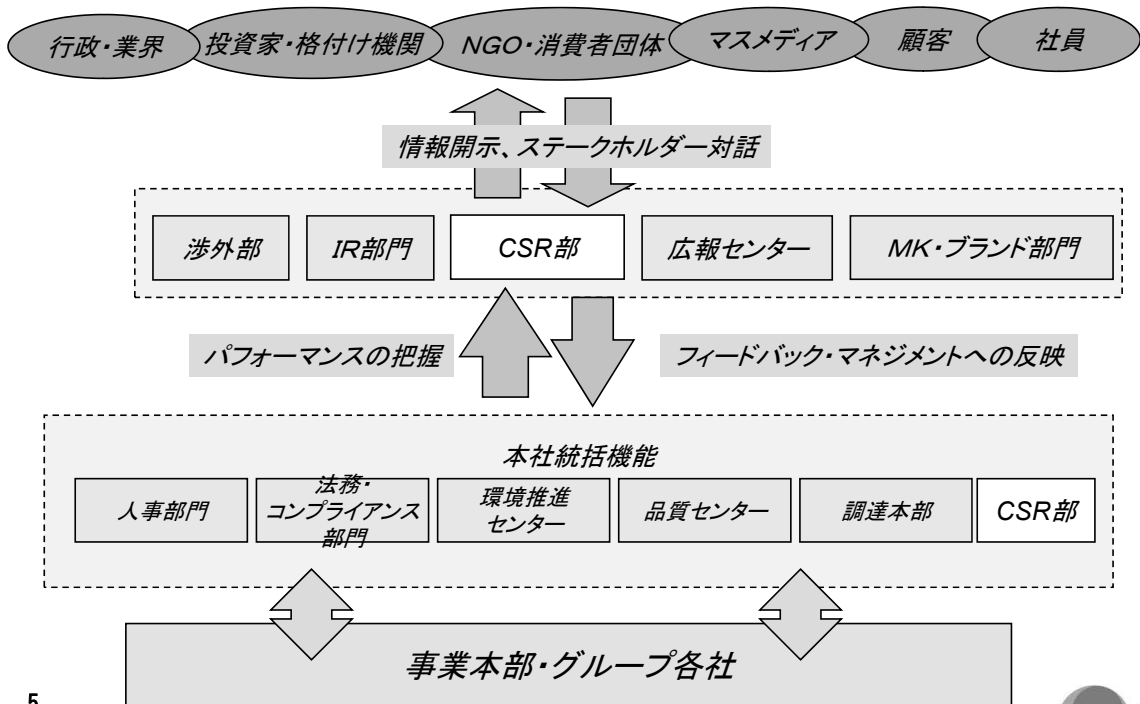 行政・業界
投資家・格付け機関
NGO・消費者団体
マスメディア
顧客
社員
情報開示、ステークホルダー対話
渉外部
IR部門
CSR部
広報センター
MK・ブランド部門
パフォーマンスの把握
フィードバック・マネジメントへの反映
本社統括機能
人事部門
法務・
コンプライアンス
部門
環境推進
センター
品質センター
調達本部
CSR部
事業本部・グループ各社
5